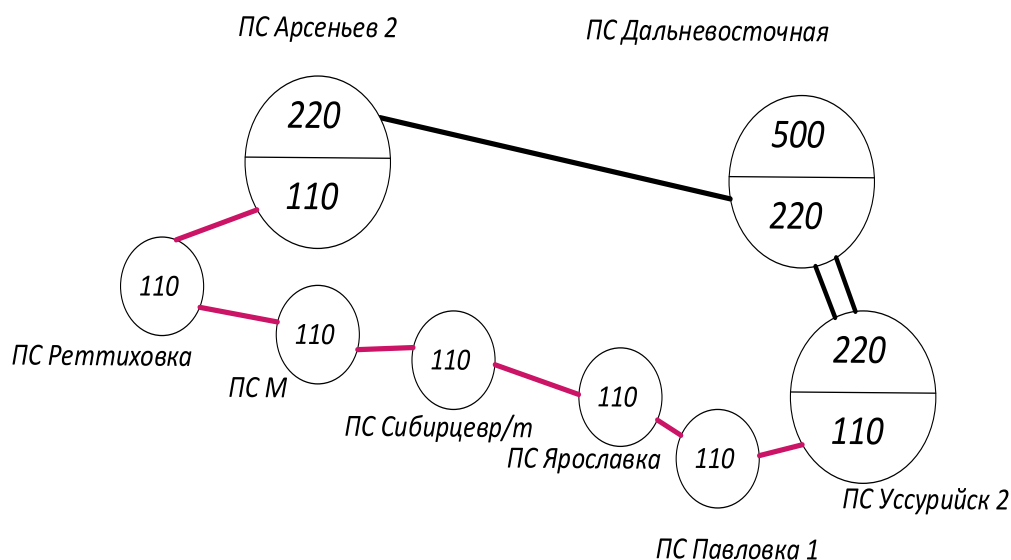 ПС Арсеньев 2
ПС Дальневосточная
220
110
500
220
110
ПС Реттиховка
110
ПС М
110
ПС Сибирцевр/т
110
ПС Ярославка
110
ПС Павловка 1
220
110
ПС Уссурийск 2